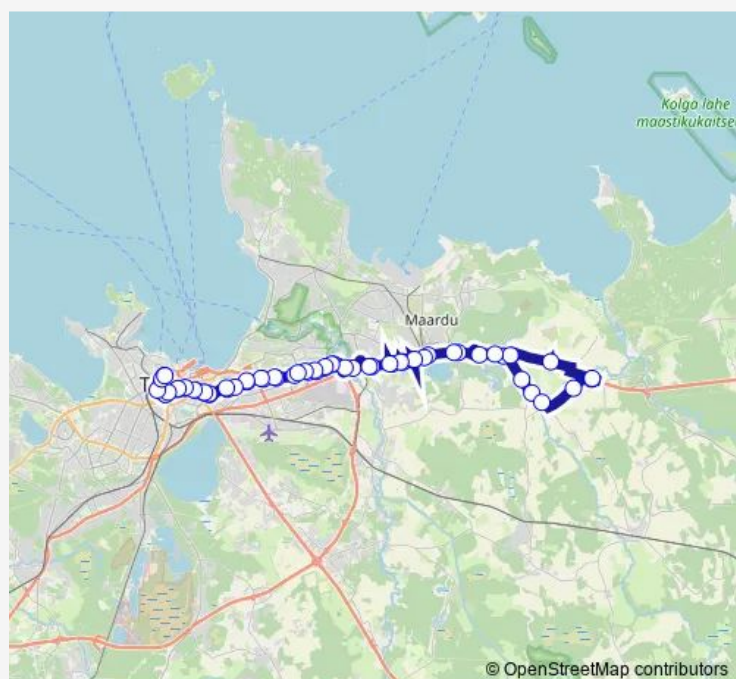 Kolga lahe
maastikukaitse
Maardu
T
© OpenStreetMap contributors